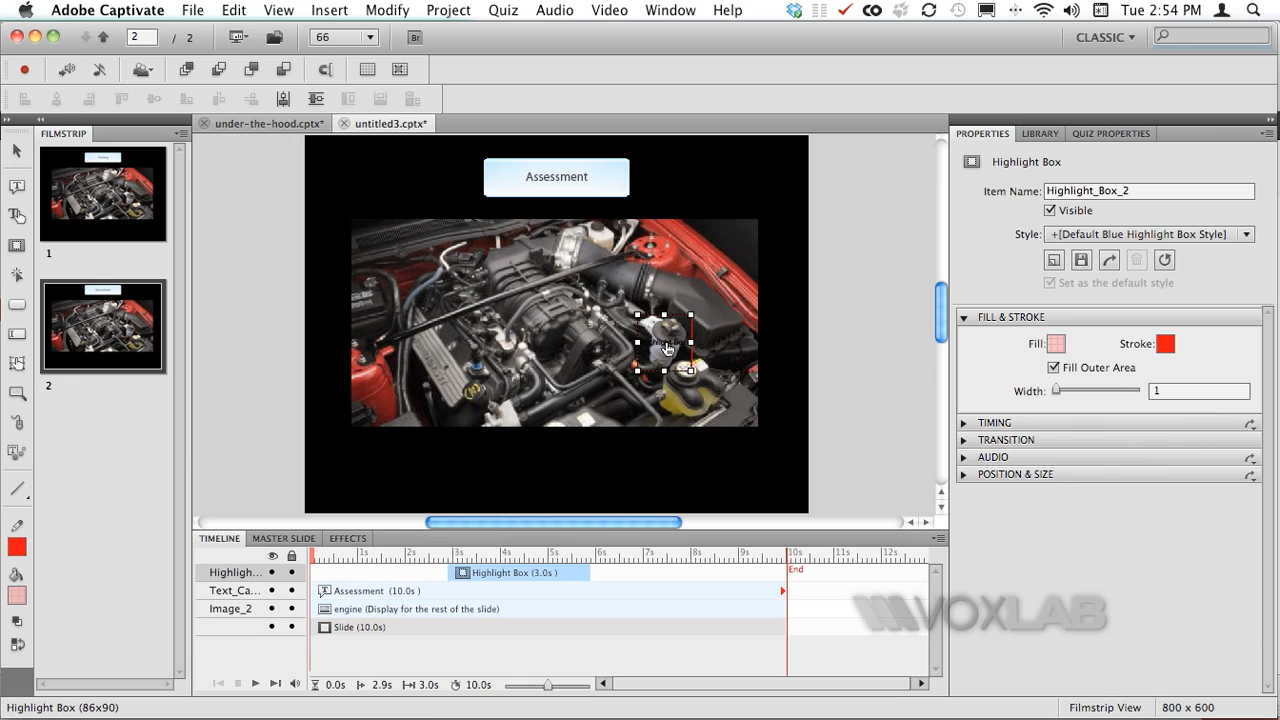 Adobe Captivate File Edit View Insert Modify Project Quiz Audio Video Window Help Tue 2:54 PM
2 / 2 66 Br CLASSIC
FILMSTRIP under-the-hood.cptx* untitled3.cptx* PROPERTIES LIBRARY QUIZ PROPERTIES
Highlight Box
Assessment
Item Name: Highlight_Box_2
Visible
Style: +[Default Blue Highlight Box Style]
1
Set as the default style
FILL & STROKE
Fill: Stroke:
Fill Outer Area
Width: 1
2
TIMING
TRANSITION
AUDIO
POSITION & SIZE
TIMELINE MASTER SLIDE EFFECTS
1s 2s 3s 4s 5s 6s 7s 8s 9s 10s 11s 12s
Highligh... Highlight Box (3.0s ) End
Text_Ca... Assessment (10.0s )
Image_2 engine (Display for the rest of the slide)
Slide (10.0s)
VOXLAB
0.0s 2.9s 3.0s 10.0s
Highlight Box (86x90) Filmstrip View 800 x 600